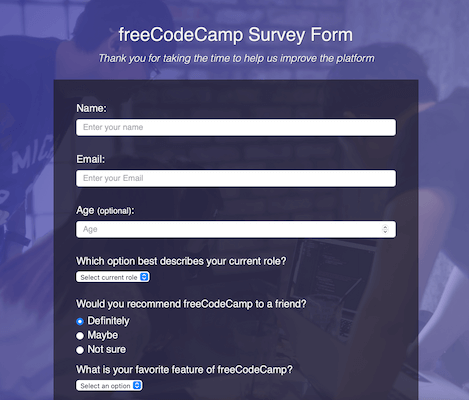 freeCodeCamp Survey Form
Thank you for taking the time to help us improve the platform
Name:
Enter your name
Email:
Enter your Email
Age (optional):
Age
Which option best describes your current role?
Select current role
Would you recommend freeCodeCamp to a friend?
Definitely
Maybe
Not sure
What is your favorite feature of freeCodeCamp?
Select an option